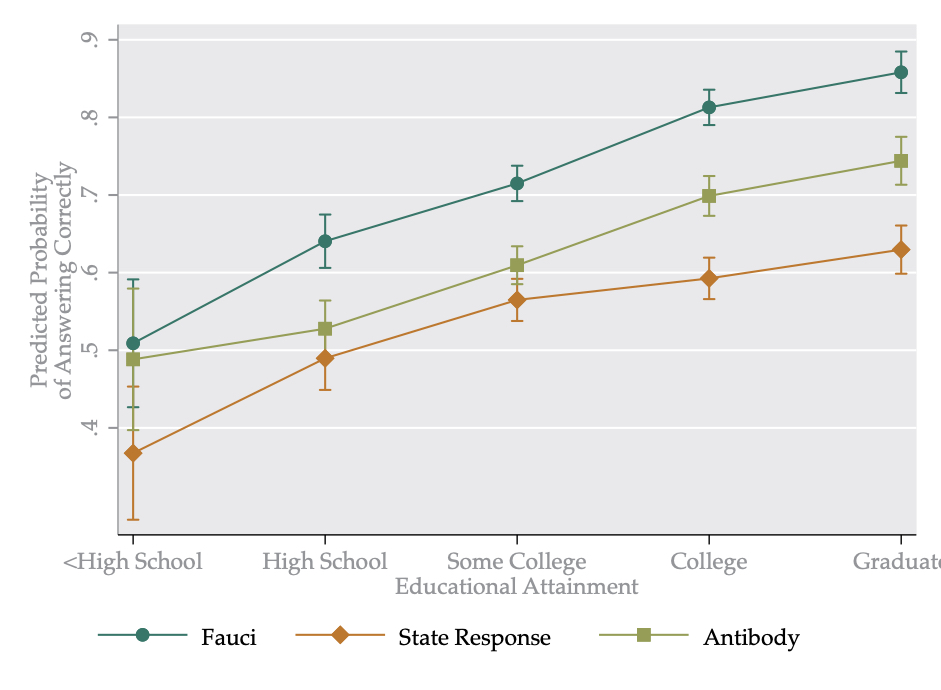 Predicted Probability
of Answering Correctly
.9
.8
.7
.6
.5
.4
<High School High School Some College College Graduate
Educational Attainment
Fauci State Response Antibody